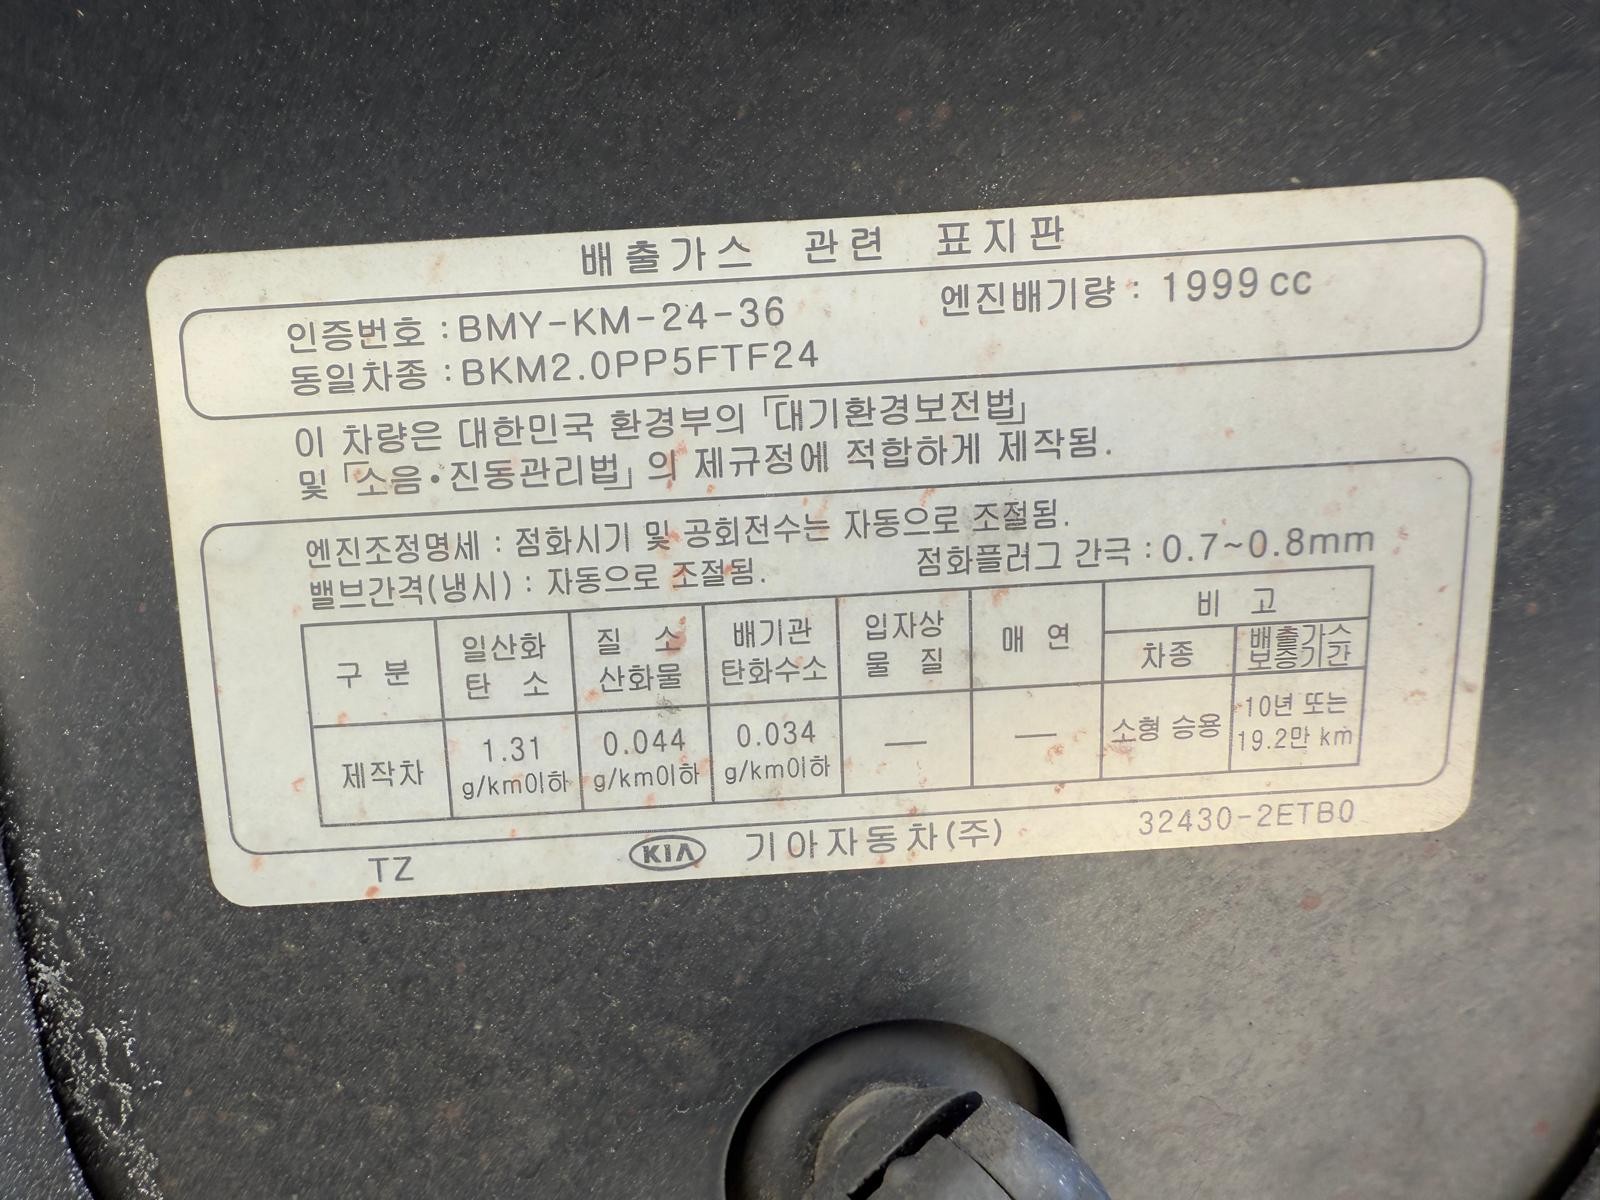 배출가스 관련 표지판
인증번호 : BMY-KM-24-36 엔진배기량 : 1999 cc
동일차종 : BKM2.0PP5FTF24
이 차량은 대한민국 환경부의 「대기환경보전법」
및 「소음·진동관리법」 의 제규정에 적합하게 제작됨.
엔진조정명세 : 점화시기 및 공회전수는 자동으로 조절됨.
밸브간격(냉시) : 자동으로 조절됨. 점화플러그 간극 : 0.7~0.8mm
구 분 일산화 탄 소 질 소 산화물 배기관 탄화수소 입자상 물 질 매 연 비 고
차종 배출가스 보증기간
제작차 1.31 g/km이하 0.044 g/km이하 0.034 g/km이하 — — 소형 승용 10년 또는 19.2만 km
TZ KIA 기아자동차(주) 32430-2ETB0